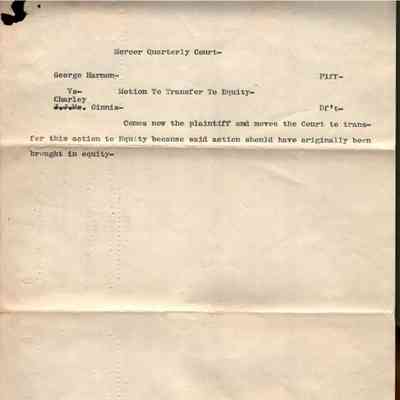 Mercer Quarterly Court-
George Harmon- Plff-
Vs- Motion To Transfer To Equity-
Charley
Ginnis- Df't-
Comes now the plaintiff and moves the Court to trans-
fer this action to Equity because said action should have originally been
brought in equity-